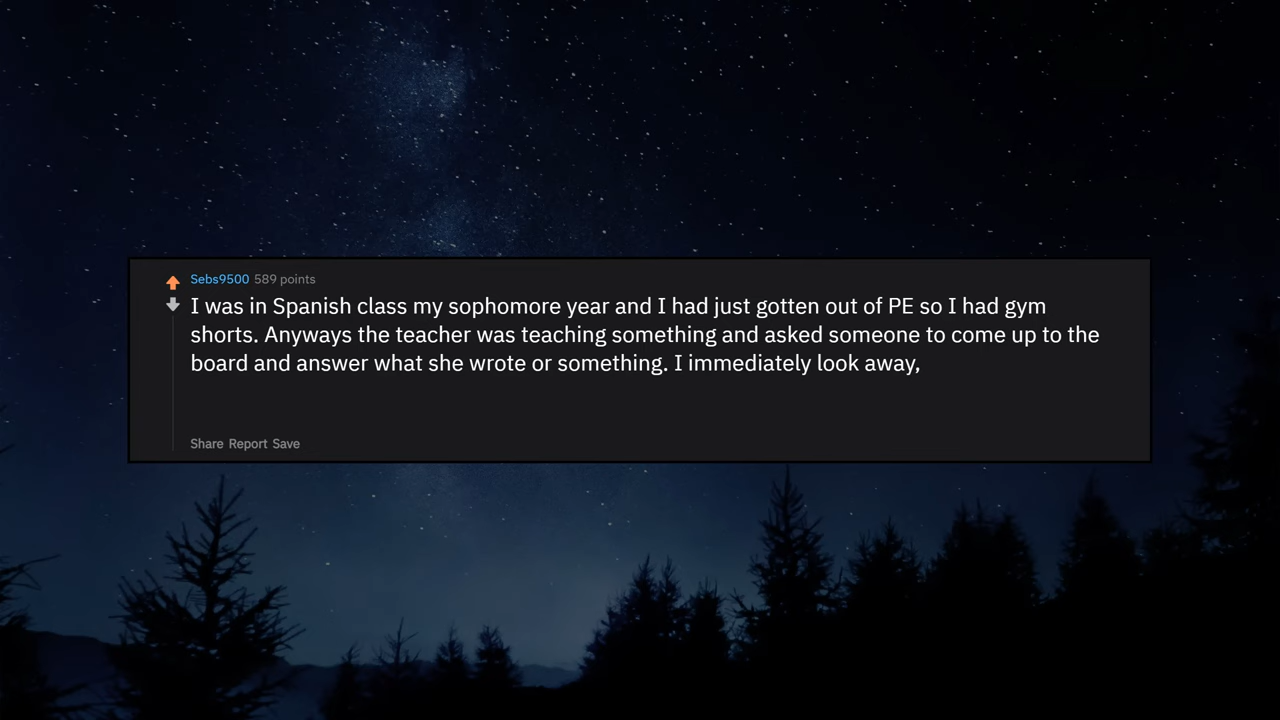 Sebs9500 589 points
I was in Spanish class my sophomore year and I had just gotten out of PE so I had gym
shorts. Anyways the teacher was teaching something and asked someone to come up to the
board and answer what she wrote or something. I immediately look away,
Share Report Save